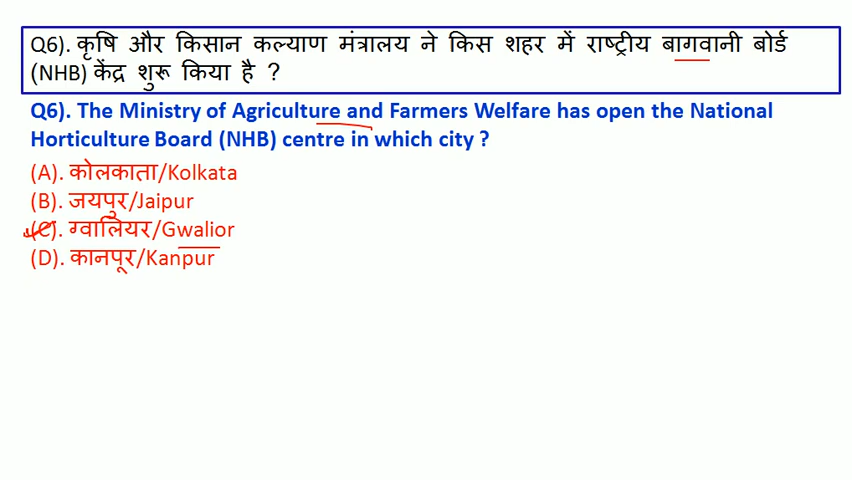 Q6). कृषि और किसान कल्याण मंत्रालय ने किस शहर में राष्ट्रीय बागवानी बोर्ड
(NHB) केंद्र शुरू किया है ?
Q6). The Ministry of Agriculture and Farmers Welfare has open the National
Horticulture Board (NHB) centre in which city ?
(A). कोलकाता/Kolkata
(B). जयपुर/Jaipur
(C). ग्वालियर/Gwalior
(D). कानपूर/Kanpur